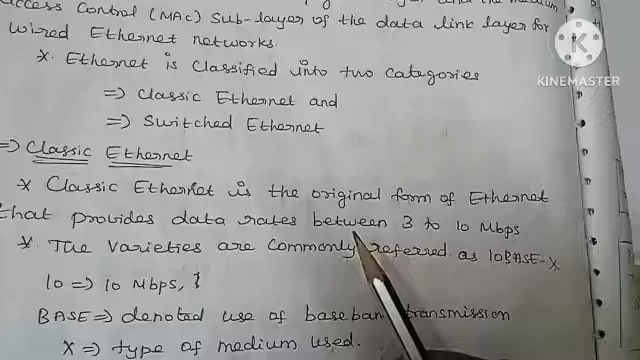 Access Control (MAC) Sub-layer of the data link layer for
wired Ethernet networks.
* Ethernet is classified into two categories
=> Classic Ethernet and
=> Switched Ethernet
=> Classic Ethernet
* Classic Ethernet is the original form of Ethernet
that provides data rates between 3 to 10 Mbps
*. The varieties are commonly referred as 10BASE-X
10 => 10 Mbps,
BASE => denoted use of baseband transmission
X => type of medium used.
KINEMASTER